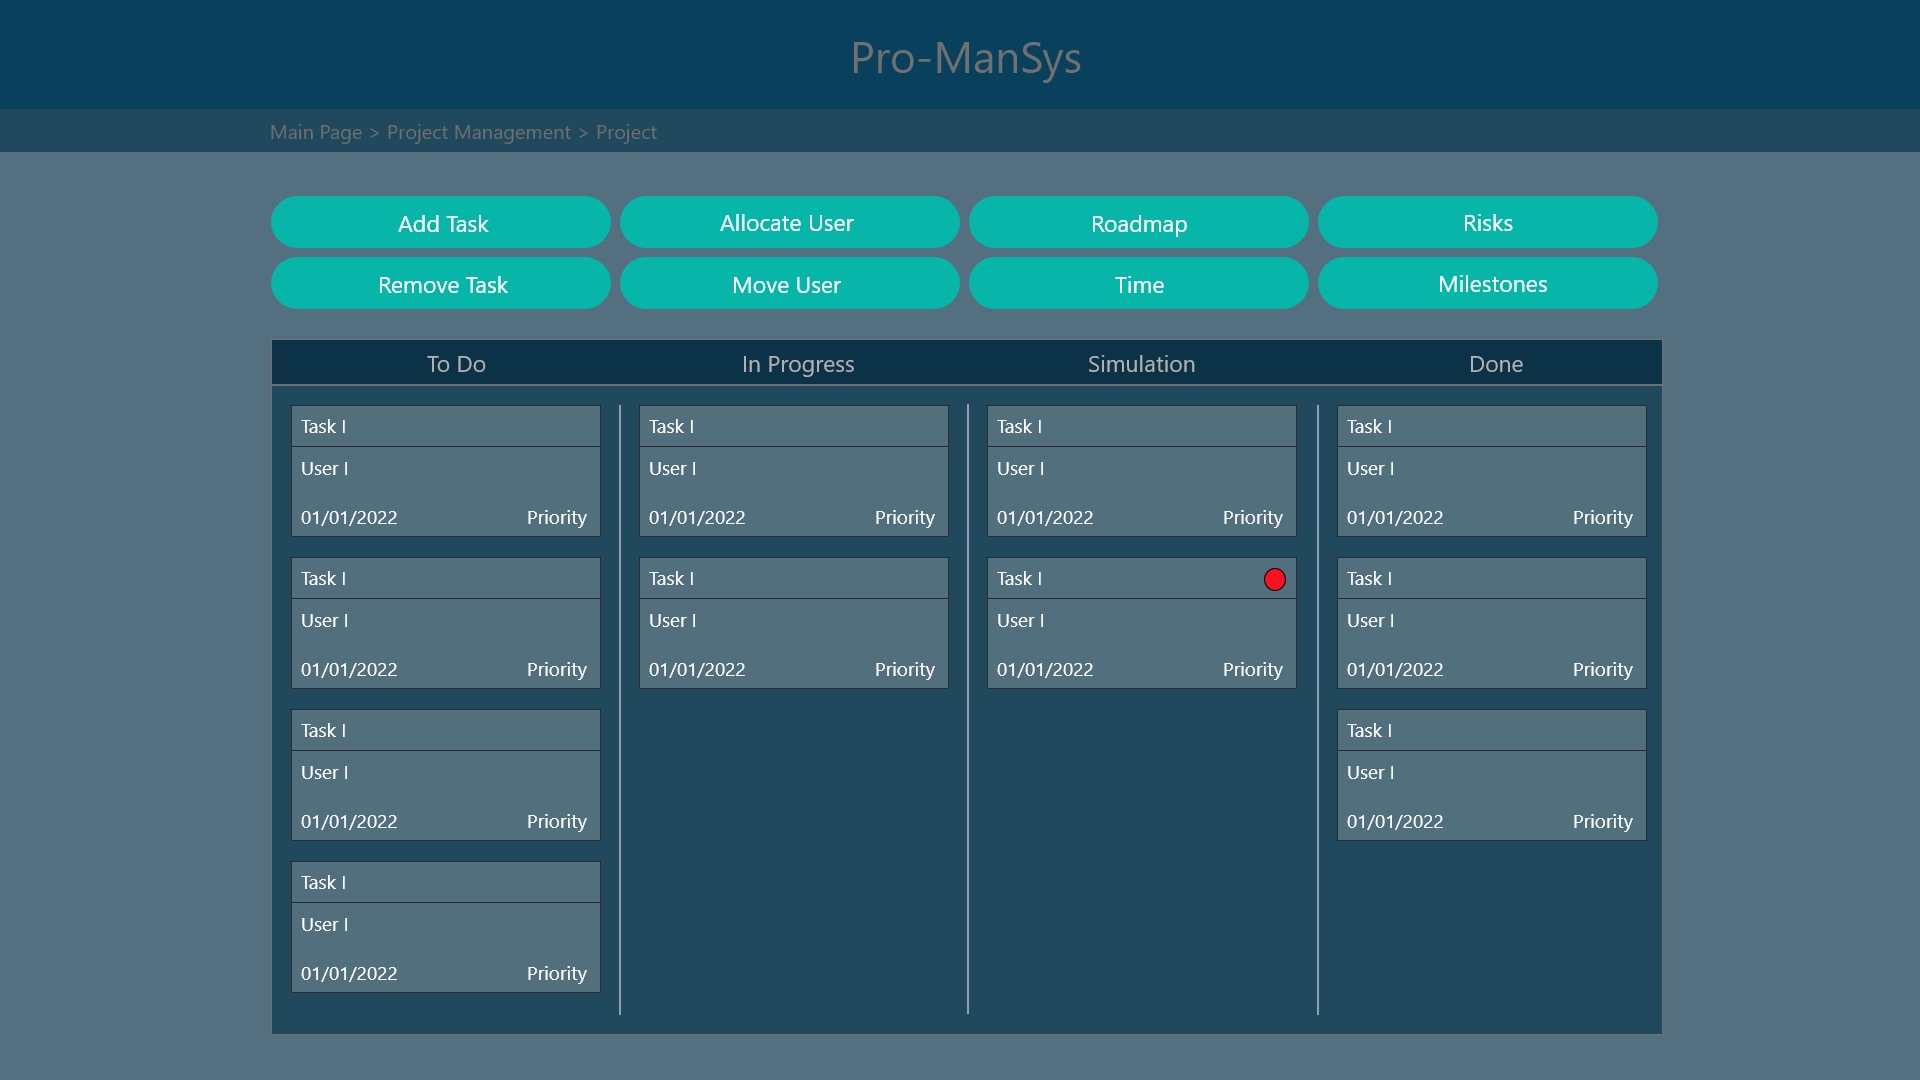 Pro-ManSys
Main Page > Project Management > Project
Add Task
Allocate User
Roadmap
Risks
Remove Task
Move User
Time
Milestones
To Do
In Progress
Simulation
Done
Task I
User I
01/01/2022 Priority
Task I
User I
01/01/2022 Priority
Task I
User I
01/01/2022 Priority
Task I
User I
01/01/2022 Priority
Task I
User I
01/01/2022 Priority
Task I
User I
01/01/2022 Priority
Task I
User I
01/01/2022 Priority
Task I
User I
01/01/2022 Priority
Task I
User I
01/01/2022 Priority
Task I
User I
01/01/2022 Priority
Task I
User I
01/01/2022 Priority